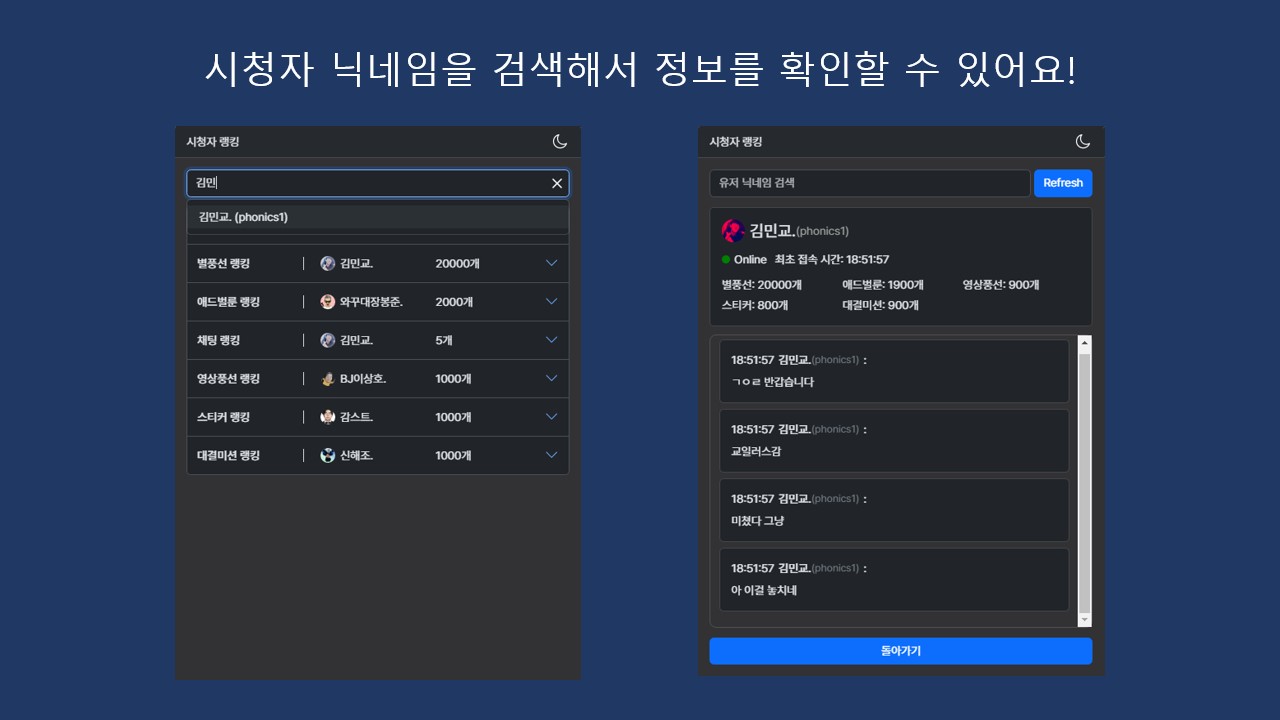 시청자 닉네임을 검색해서 정보를 확인할 수 있어요!
시청자 랭킹
김민
김민교. (phonics1)
별풍선 랭킹 | 김민교. 20000개
애드벌룬 랭킹 | 와꾸대장봉준. 2000개
채팅 랭킹 | 김민교. 5개
영상풍선 랭킹 | BJ이상호. 1000개
스티커 랭킹 | 감스트. 1000개
대결미션 랭킹 | 신해조. 1000개
시청자 랭킹
유저 닉네임 검색 Refresh
김민교.(phonics1)
Online 최초 접속 시간: 18:51:57
별풍선: 20000개 애드벌룬: 1900개 영상풍선: 900개
스티커: 800개 대결미션: 900개
18:51:57 김민교.(phonics1) :
ㄱㅇㄹ 반갑습니다
18:51:57 김민교.(phonics1) :
교일러스감
18:51:57 김민교.(phonics1) :
미쳤다 그냥
18:51:57 김민교.(phonics1) :
아 이걸 놓치네
돌아가기